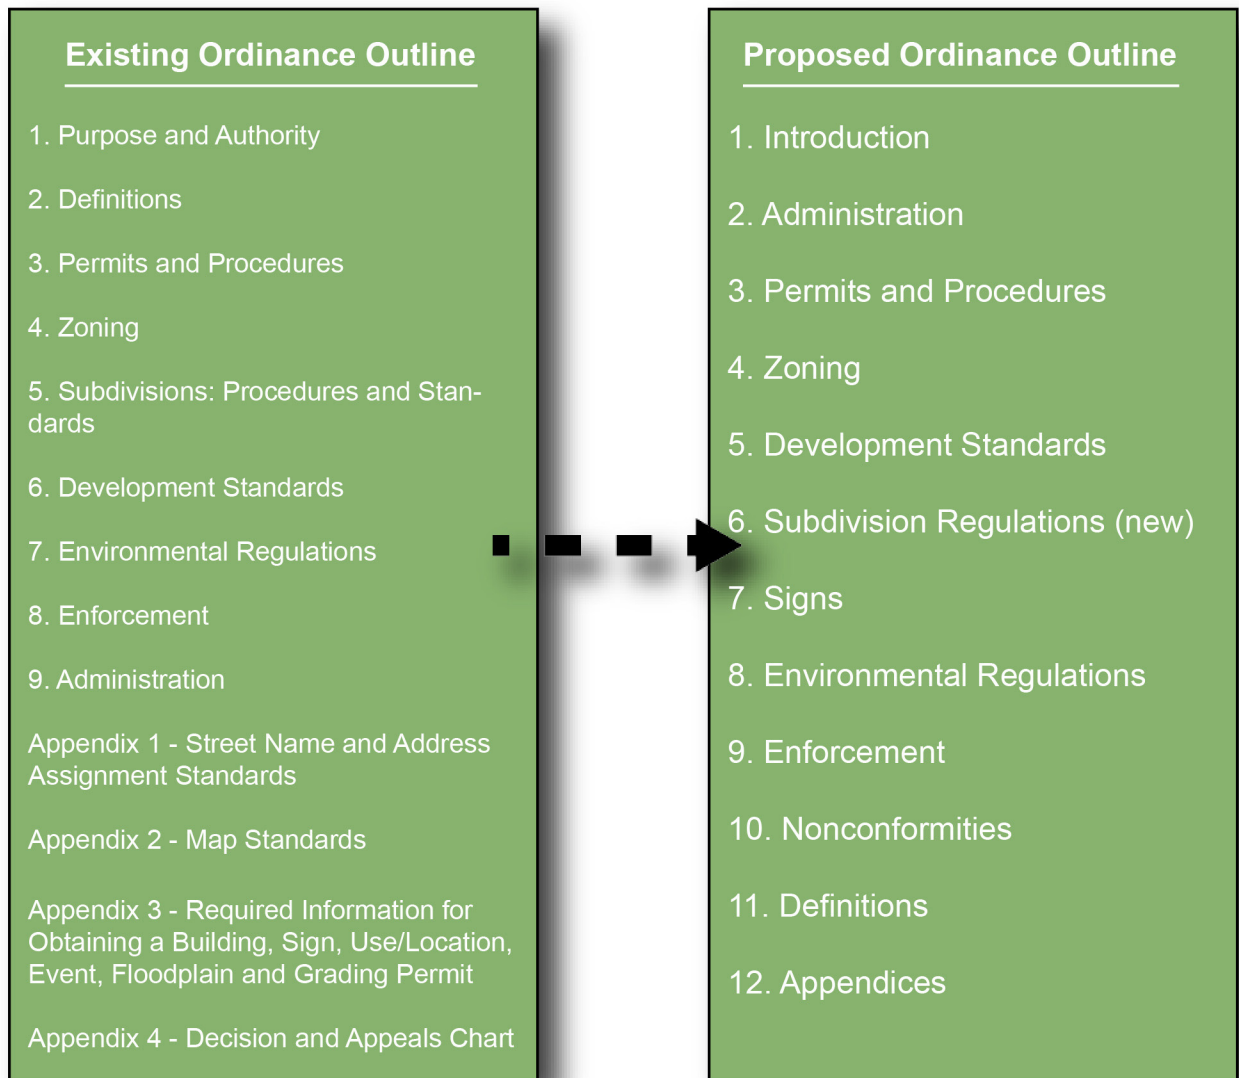 Existing Ordinance Outline
1. Purpose and Authority
2. Definitions
3. Permits and Procedures
4. Zoning
5. Subdivisions: Procedures and Stan-
dards
6. Development Standards
7. Environmental Regulations
8. Enforcement
9. Administration
Appendix 1 - Street Name and Address
Assignment Standards
Appendix 2 - Map Standards
Appendix 3 - Required Information for
Obtaining a Building, Sign, Use/Location,
Event, Floodplain and Grading Permit
Appendix 4 - Decision and Appeals Chart
Proposed Ordinance Outline
1. Introduction
2. Administration
3. Permits and Procedures
4. Zoning
5. Development Standards
6. Subdivision Regulations (new)
7. Signs
8. Environmental Regulations
9. Enforcement
10. Nonconformities
11. Definitions
12. Appendices